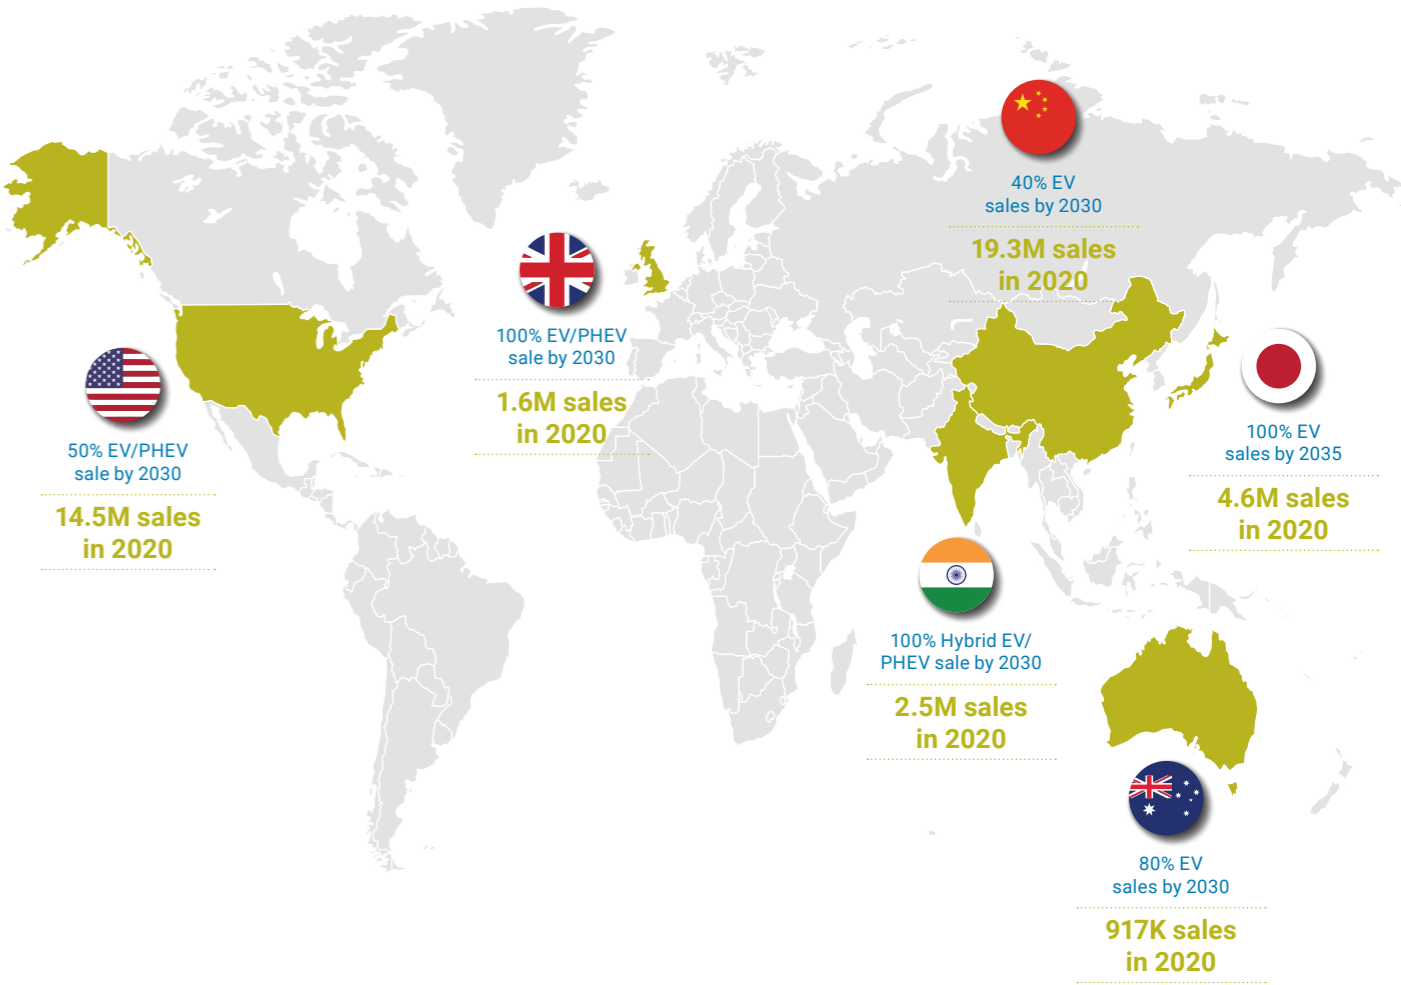 40% EV
sales by 2030
19.3M sales
in 2020
100% EV/PHEV
sale by 2030
1.6M sales
in 2020
50% EV/PHEV
sale by 2030
14.5M sales
in 2020
100% EV
sales by 2035
4.6M sales
in 2020
100% Hybrid EV/
PHEV sale by 2030
2.5M sales
in 2020
80% EV
sales by 2030
917K sales
in 2020